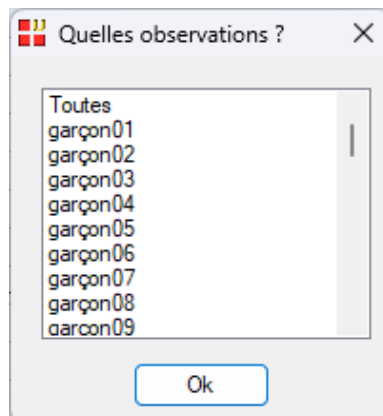 Quelles observations ?
Toutes
garçon01
garçon02
garçon03
garçon04
garçon05
garçon06
garçon07
garçon08
garçon09
Ok